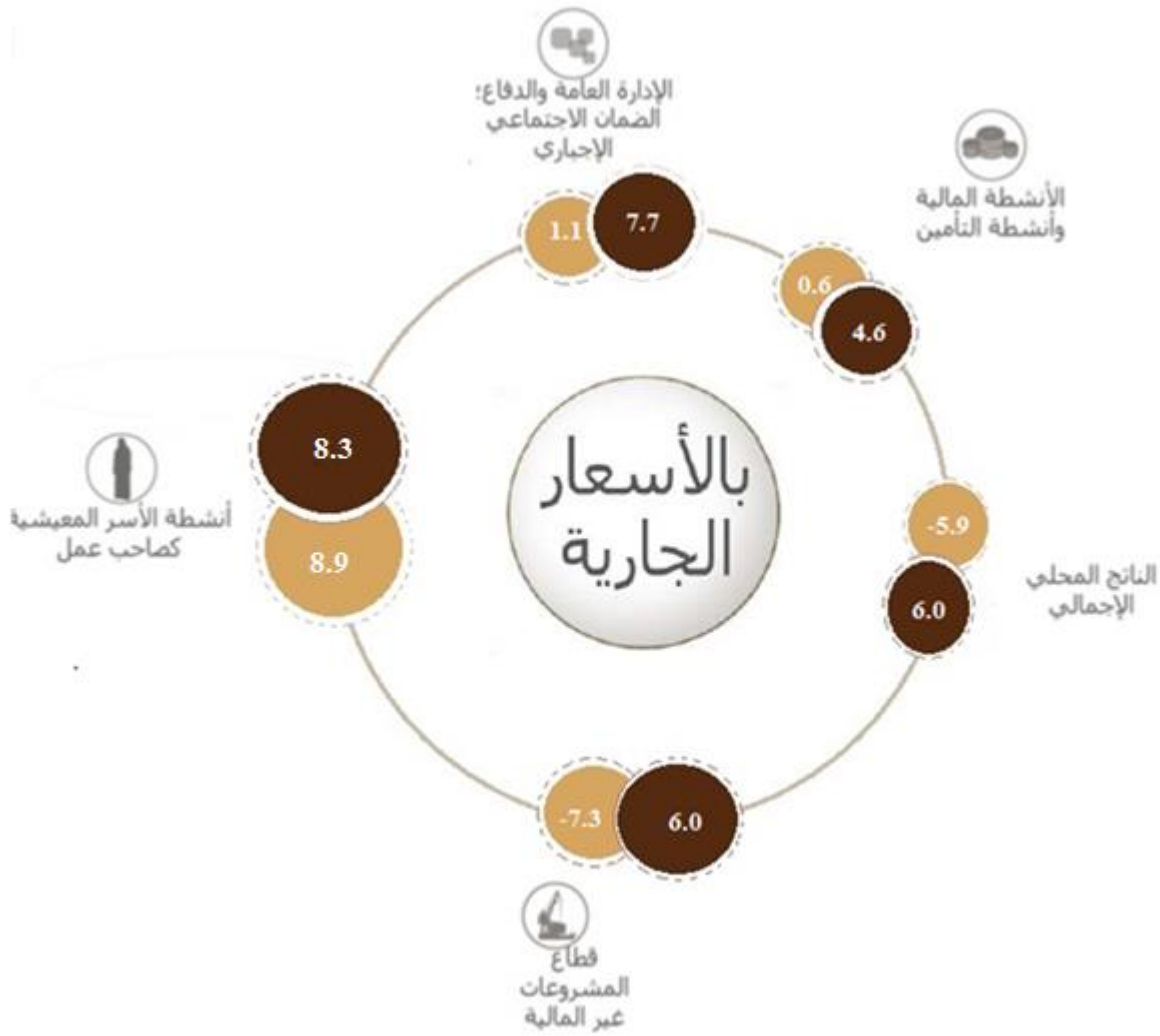 الإدارة العامة والدفاع؛
الضمان الاجتماعي
الإجباري
1.1
7.7
الأنشطة المالية
وأنشطة التأمين
0.6
4.6
بالأسعار
الجارية
-5.9
6.0
الناتج المحلي
الإجمالي
8.3
8.9
أنشطة الأسر المعيشية
كصاحب عمل
-7.3
6.0
قطاع
المشروعات
غير المالية